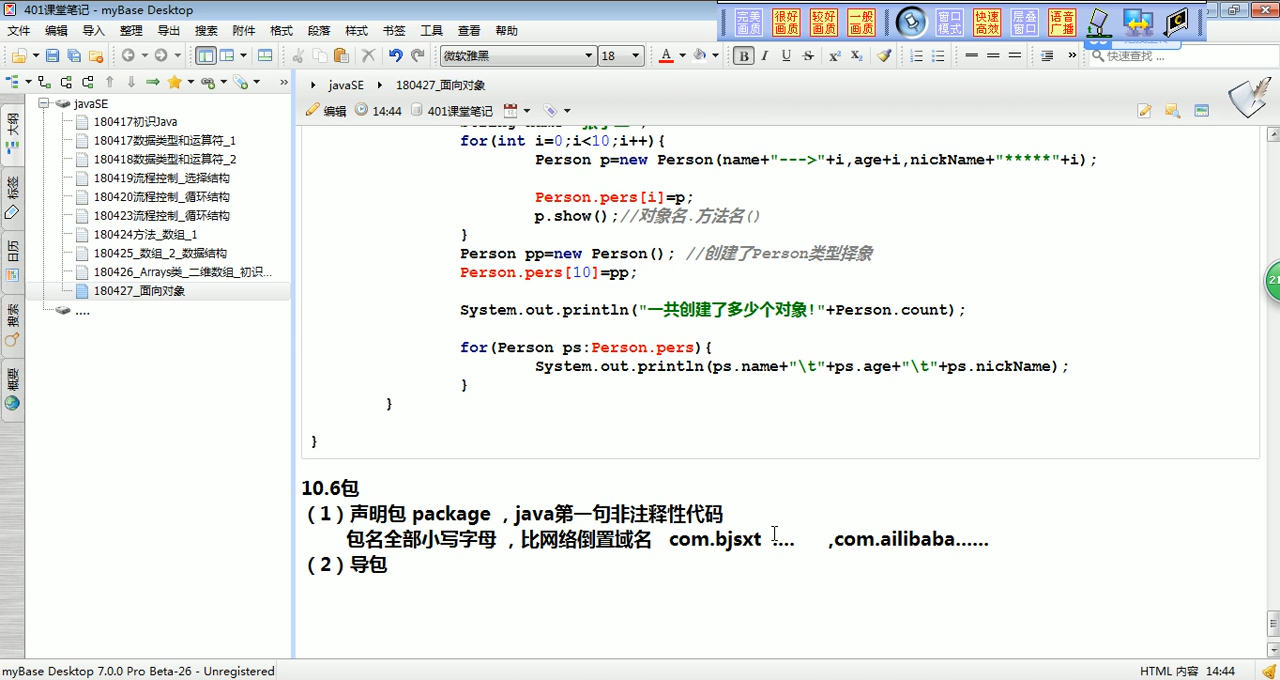 401课堂笔记 - myBase Desktop
完美画质 很好画质 较好画质 一般画质 窗口模式 快速高效 层叠窗口 语音广播
文件 编辑 导入 整理 导出 搜索 附件 格式 段落 样式 书签 工具 查看 帮助
微软雅黑 18 快速查找 ...
javaSE 180427_面向对象
编辑 14:44 401课堂笔记
大纲
标签
日历
搜索
概要
javaSE
180417初识Java
180417数据类型和运算符_1
180418数据类型和运算符_2
180419流程控制_选择结构
180420流程控制_循环结构
180423流程控制_循环结构
180424方法_数组_1
180425_数组_2_数据结构
180426_Arrays类_二维数组_初识...
180427_面向对象
....
for(int i=0;i<10;i++){
Person p=new Person(name+"--->"+i,age+i,nickName+"*****"+i);
Person.pers[i]=p;
p.show();//对象名.方法名()
}
Person pp=new Person(); //创建了Person类型择象
Person.pers[10]=pp;
System.out.println("一共创建了多少个对象!"+Person.count);
for(Person ps:Person.pers){
System.out.println(ps.name+"\t"+ps.age+"\t"+ps.nickName);
}
}
}
10.6包
（1）声明包 package ，java第一句非注释性代码
包名全部小写字母 ，比网络倒置域名 com.bjsxt .... ,com.ailibaba......
（2）导包
21
myBase Desktop 7.0.0 Pro Beta-26 - Unregistered
HTML 内容 14:44